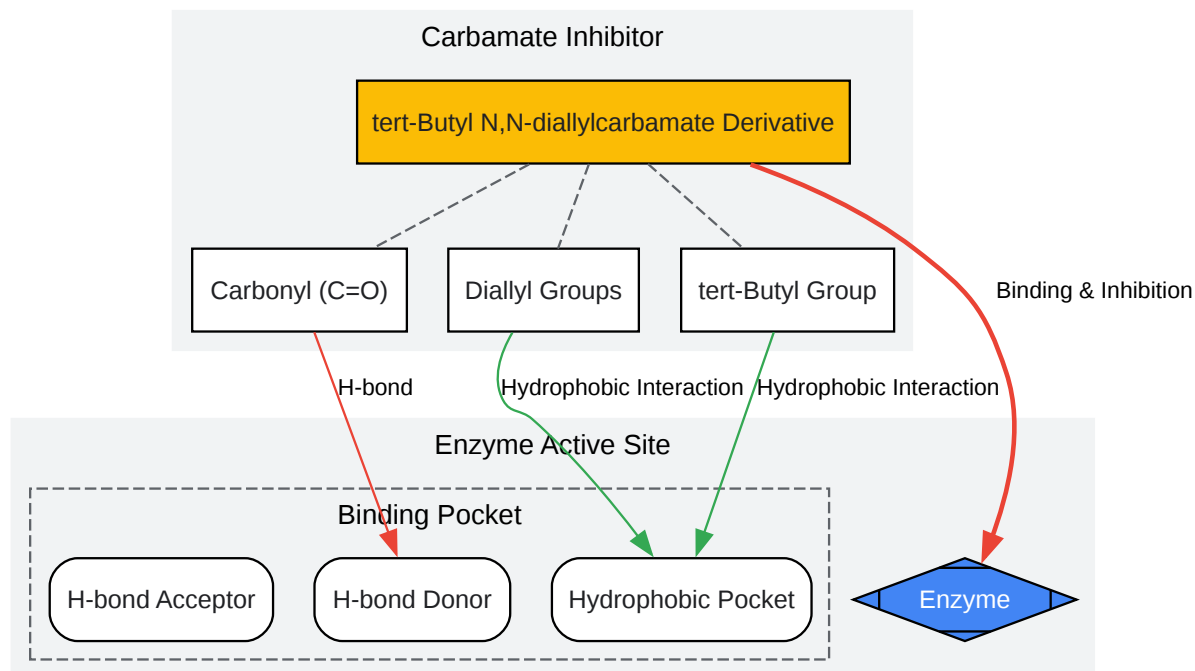 Carbamate Inhibitor
tert-Butyl N,N-diallylcarbamate Derivative
Carbonyl (C=O)
Diallyl Groups
tert-Butyl Group
Binding & Inhibition
H-bond
Hydrophobic Interaction
Hydrophobic Interaction
Enzyme Active Site
Binding Pocket
H-bond Acceptor
H-bond Donor
Hydrophobic Pocket
Enzyme